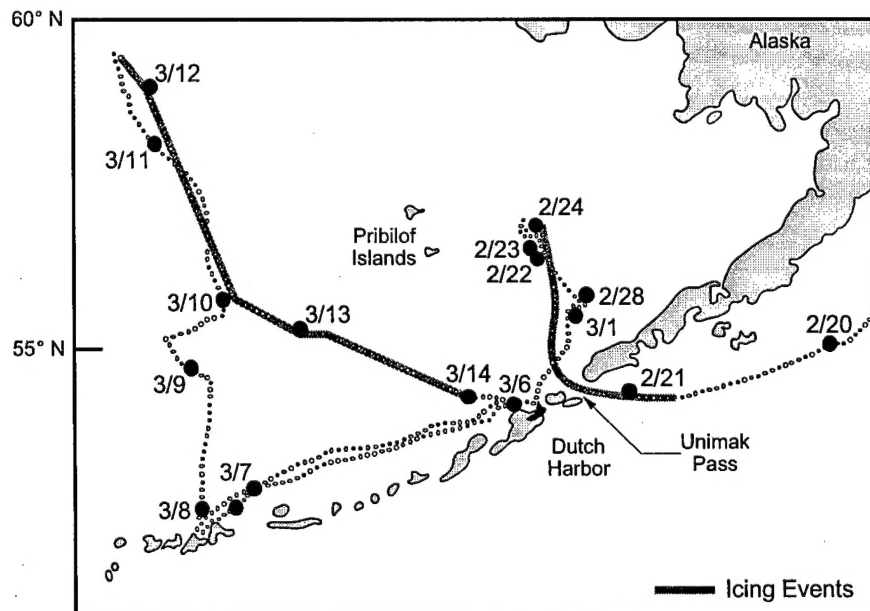 60° N
Alaska
3/12
3/11
2/24
Pribilof
Islands
2/23
2/22
2/28
3/10
3/13
3/1
2/20
55° N
3/9
3/14
3/6
2/21
Dutch
Harbor
Unimak
Pass
3/7
3/8
Icing Events